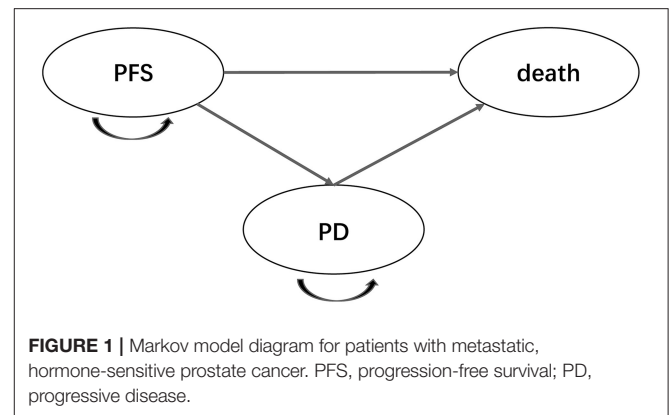 PFS
death
PD
FIGURE 1 | Markov model diagram for patients with metastatic,
hormone-sensitive prostate cancer. PFS, progression-free survival; PD,
progressive disease.